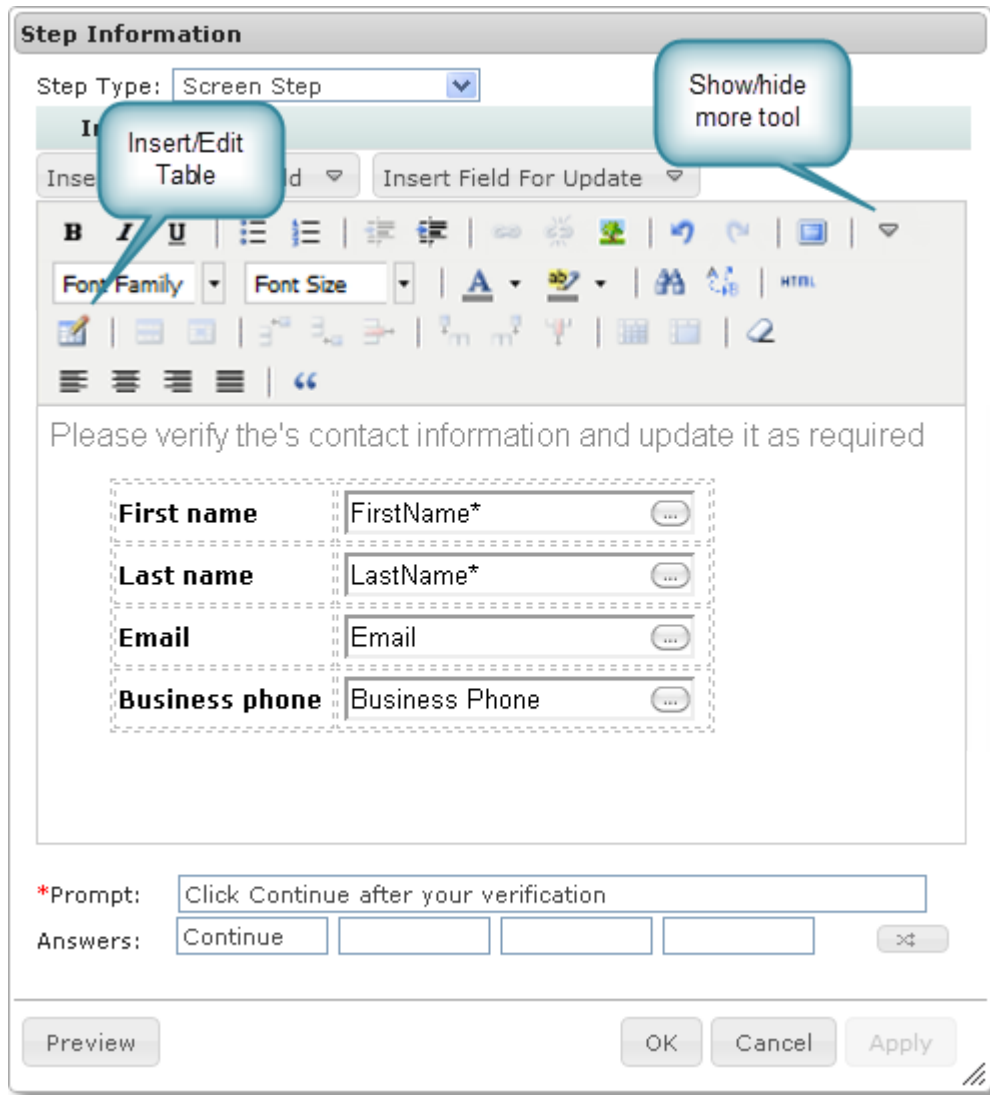 Step Information
Step Type: Screen Step
Show/hide
more tool
Insert/Edit
Table
Insert Field For Update
B I U
Font Family Font Size A ab HTML
“
Please verify the's contact information and update it as required
First name FirstName* ...
Last name LastName* ...
Email Email ...
Business phone Business Phone ...
*Prompt: Click Continue after your verification
Answers: Continue
Preview OK Cancel Apply